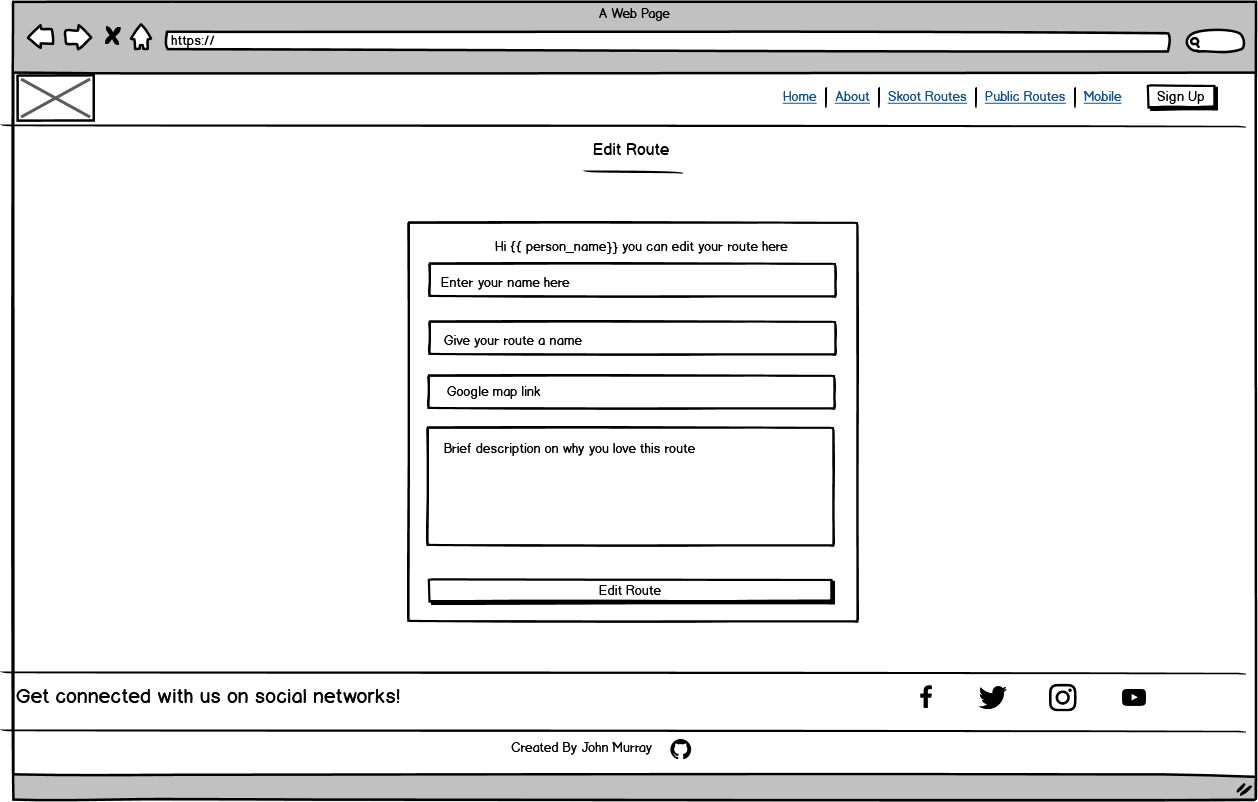 A Web Page
https://
Home About Skoot Routes Public Routes Mobile Sign Up
Edit Route
Hi {{ person_name}} you can edit your route here
Enter your name here
Give your route a name
Google map link
Brief description on why you love this route
Edit Route
Get connected with us on social networks!
Created By John Murray